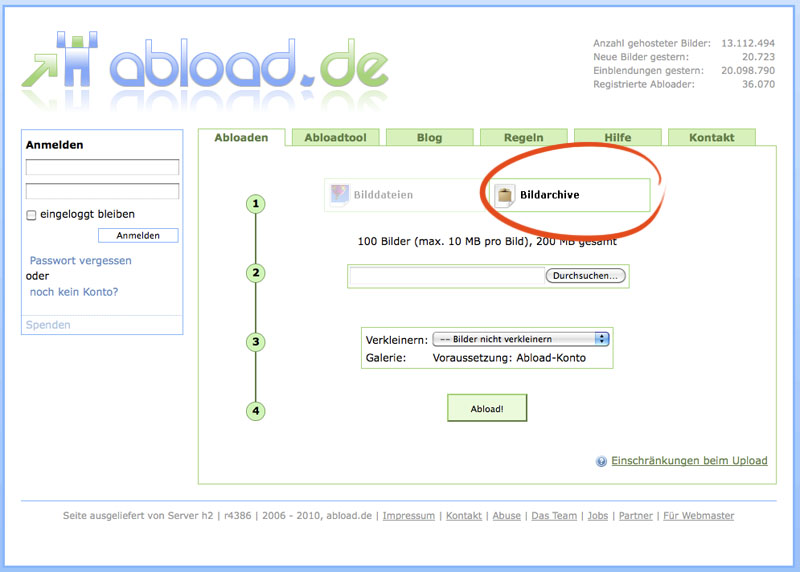 abload.de
Anzahl gehosteter Bilder: 13.112.494
Neue Bilder gestern: 20.723
Einblendungen gestern: 20.098.790
Registrierte Abloader: 36.070
Anmelden
eingeloggt bleiben
Anmelden
Passwort vergessen
oder
noch kein Konto?
Spenden
Abloaden Abloadtool Blog Regeln Hilfe Kontakt
1 Bilddateien Bildarchive
100 Bilder (max. 10 MB pro Bild), 200 MB gesamt
2 Durchsuchen...
3 Verkleinern: -- Bilder nicht verkleinern
Galerie: Voraussetzung: Abload-Konto
4 Abload!
Einschränkungen beim Upload
Seite ausgeliefert von Server h2 | r4386 | 2006 - 2010, abload.de | Impressum | Kontakt | Abuse | Das Team | Jobs | Partner | Für Webmaster